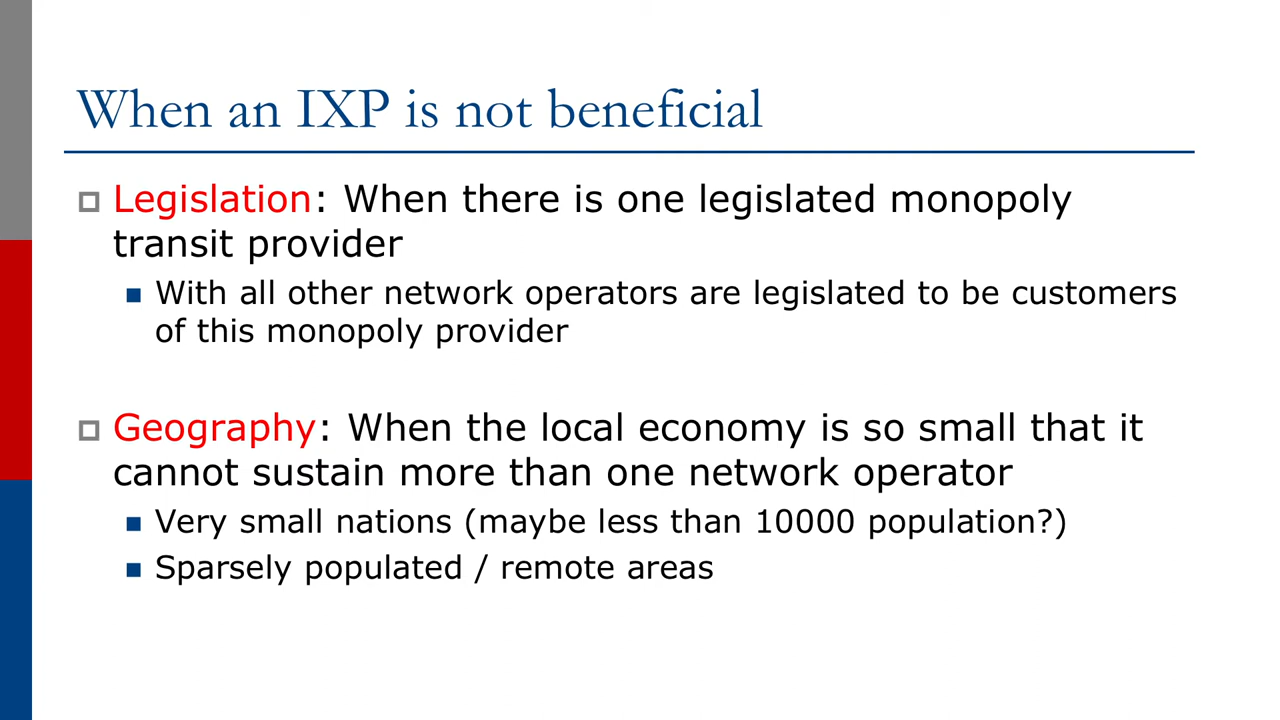 When an IXP is not beneficial
Legislation: When there is one legislated monopoly
transit provider
With all other network operators are legislated to be customers
of this monopoly provider
Geography: When the local economy is so small that it
cannot sustain more than one network operator
Very small nations (maybe less than 10000 population?)
Sparsely populated / remote areas